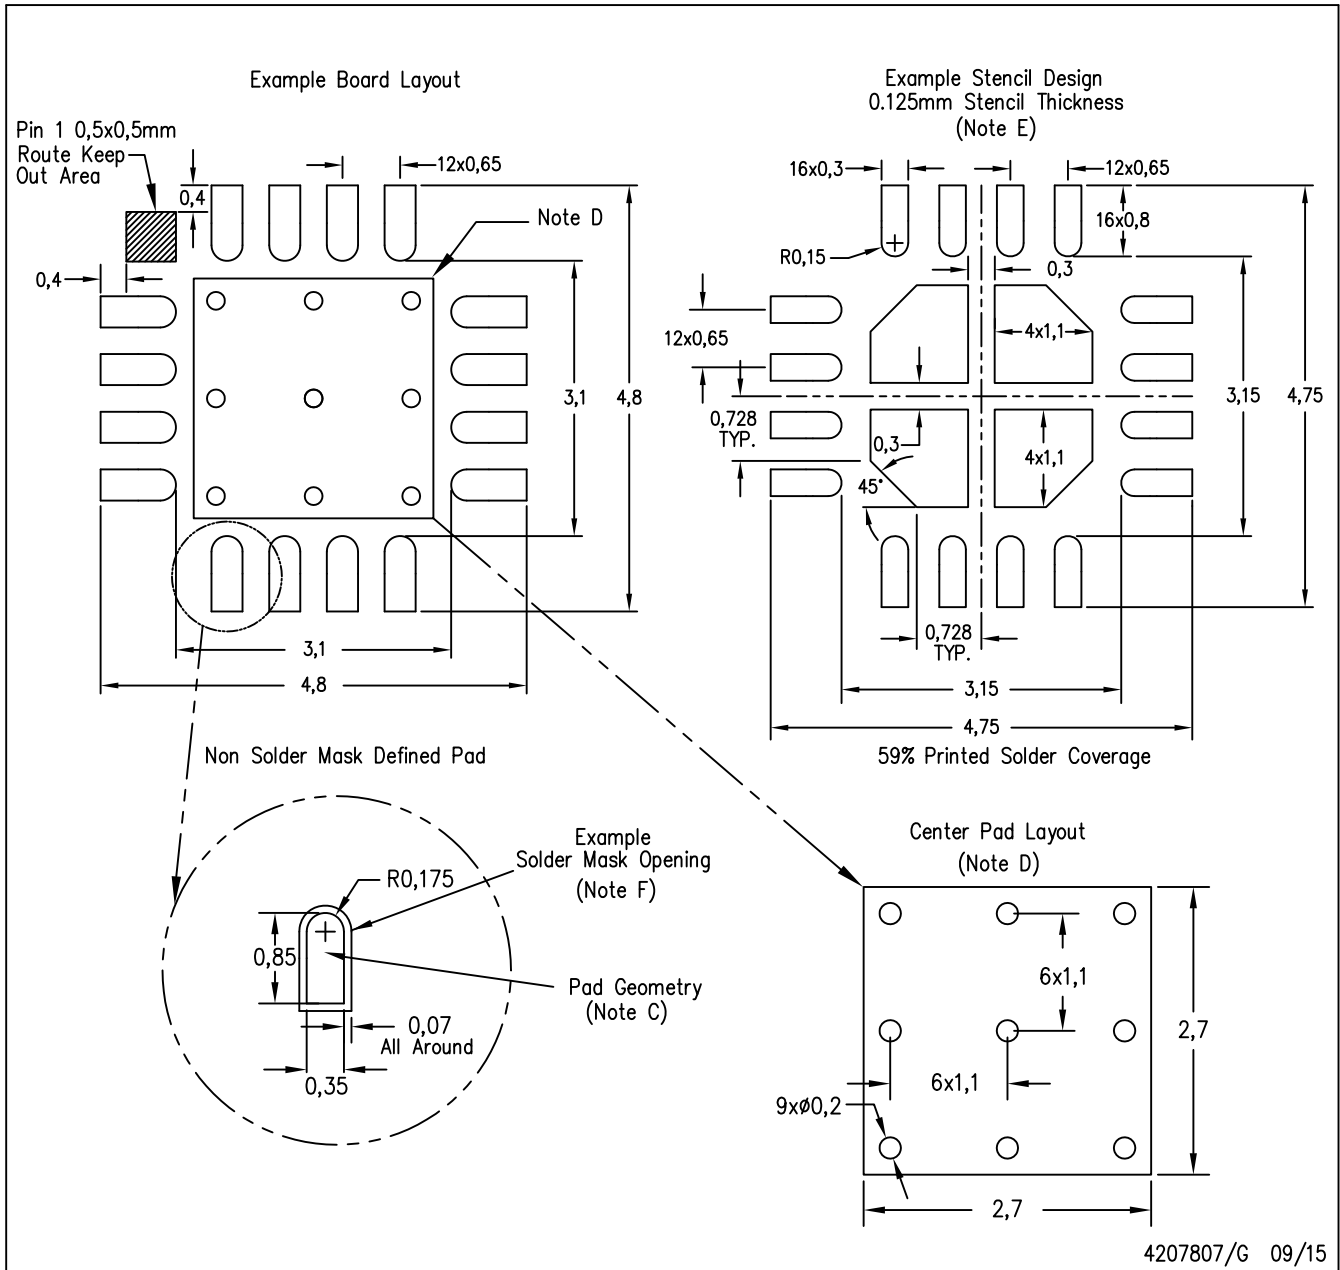 Example Board Layout
Pin 1 0,5x0,5mm
Route Keep
Out Area
0,4
12x0,65
Note D
0,4
3,1
4,8
3,1
4,8
Example Stencil Design
0.125mm Stencil Thickness
(Note E)
16x0,3
12x0,65
16x0,8
R0,15
0,3
12x0,65
4x1,1
0,728
TYP.
0,3
4x1,1
45°
3,15
4,75
0,728
TYP.
3,15
4,75
59% Printed Solder Coverage
Non Solder Mask Defined Pad
Example
Solder Mask Opening
(Note F)
R0,175
0,85
Pad Geometry
(Note C)
0,07
All Around
0,35
Center Pad Layout
(Note D)
6x1,1
2,7
6x1,1
9xø0,2
2,7
4207807/G 09/15